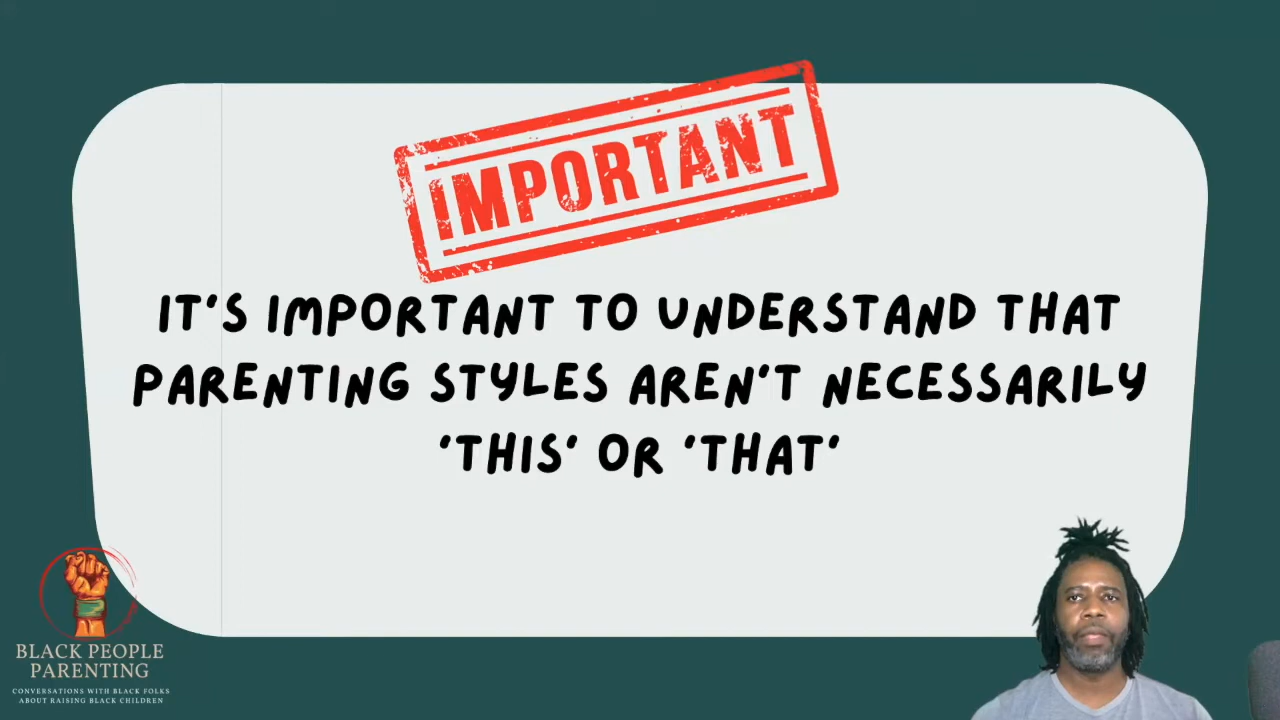 IMPORTANT
IT'S IMPORTANT TO UNDERSTAND THAT
PARENTING STYLES AREN'T NECESSARILY
'THIS' OR 'THAT'
BLACK PEOPLE
PARENTING
CONVERSATIONS WITH BLACK FOLKS
ABOUT RAISING BLACK CHILDREN